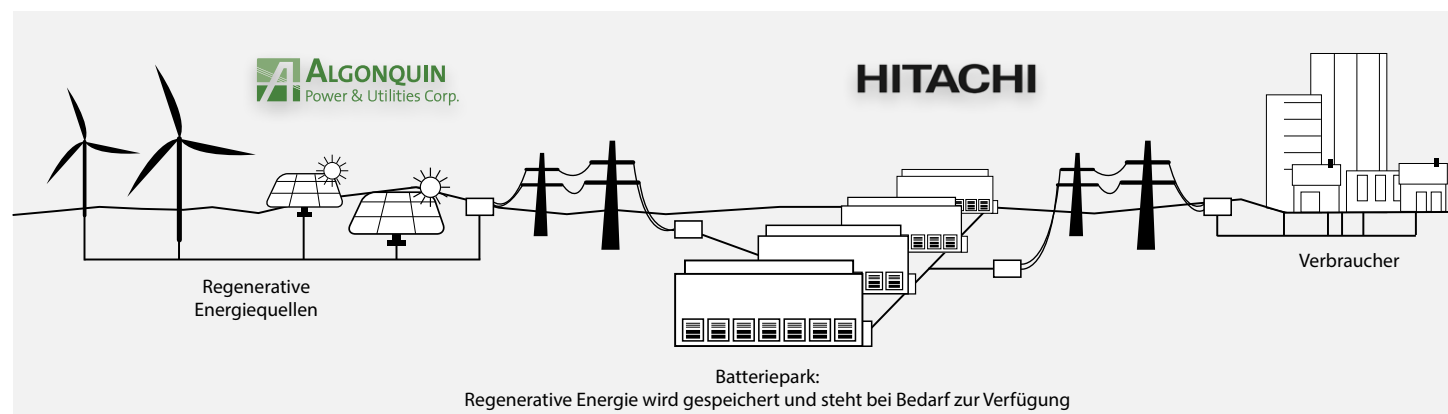 ALGONQUIN
Power & Utilities Corp.
HITACHI
Regenerative
Energiequellen
Verbraucher
Batteriepark:
Regenerative Energie wird gespeichert und steht bei Bedarf zur Verfügung